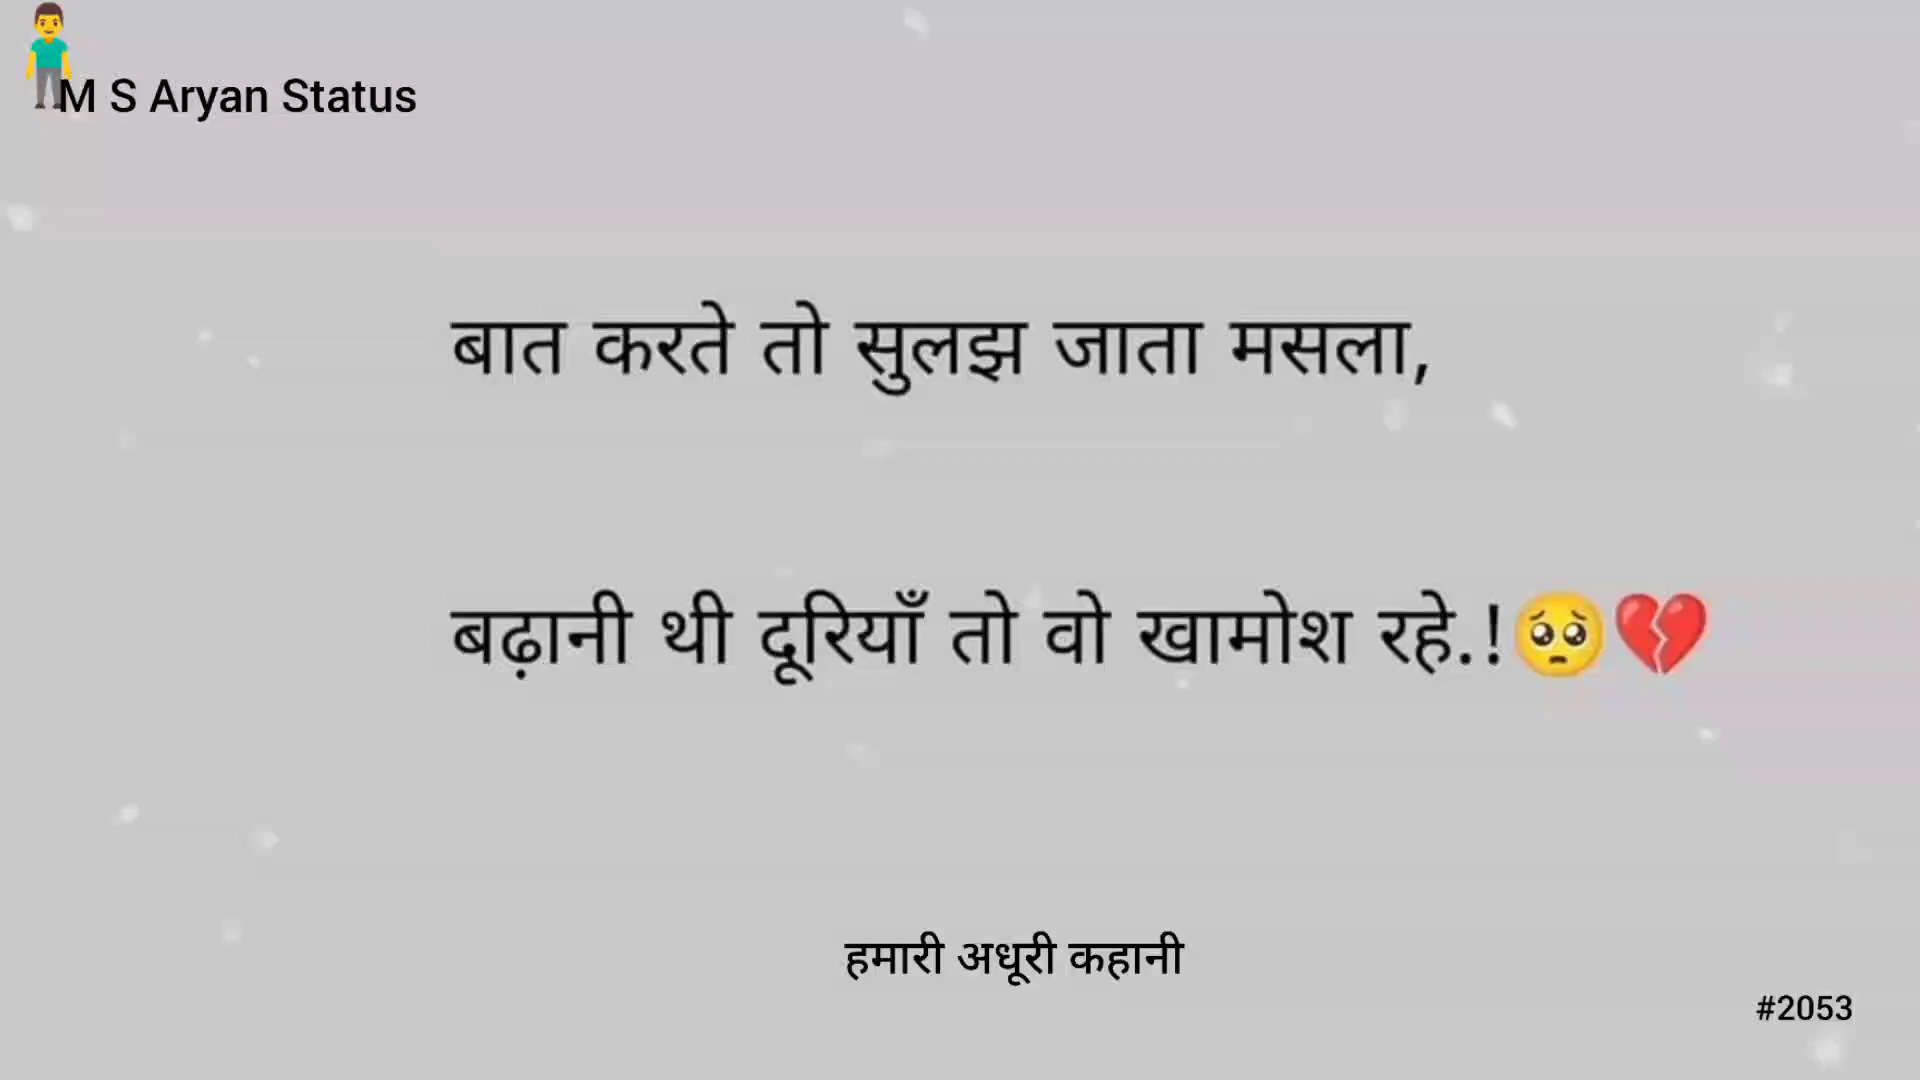 M S Aryan Status
बात करते तो सुलझ जाता मसला,
बढ़ानी थी दूरियाँ तो वो खामोश रहे.!🥺💔
हमारी अधूरी कहानी
#2053